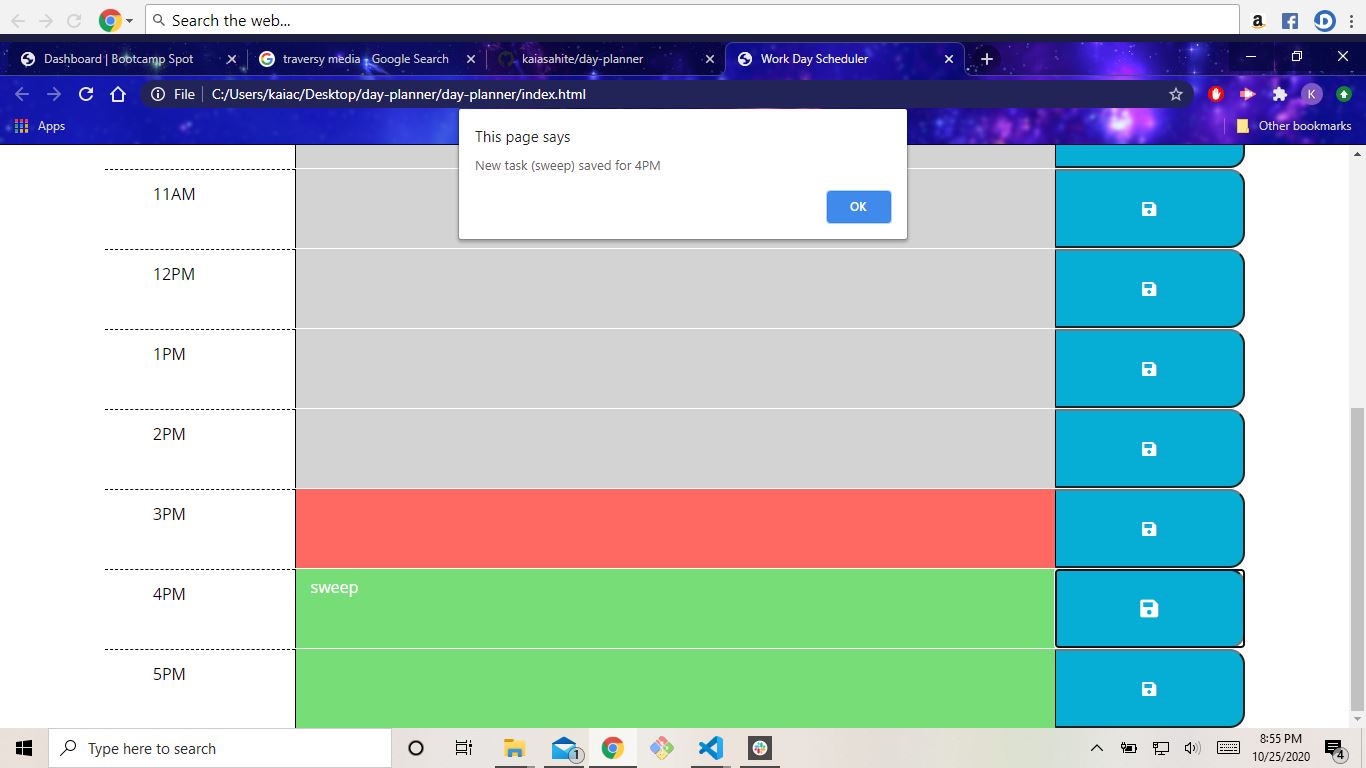 Search the web...
Dashboard | Bootcamp Spot
traversy media - Google Search
kaiasahite/day-planner
Work Day Scheduler
File
C:/Users/kaiac/Desktop/day-planner/day-planner/index.html
K
Apps
Other bookmarks
This page says
New task (sweep) saved for 4PM
OK
11AM
12PM
1PM
2PM
3PM
4PM
sweep
5PM
Type here to search
1
8:55 PM
10/25/2020
4